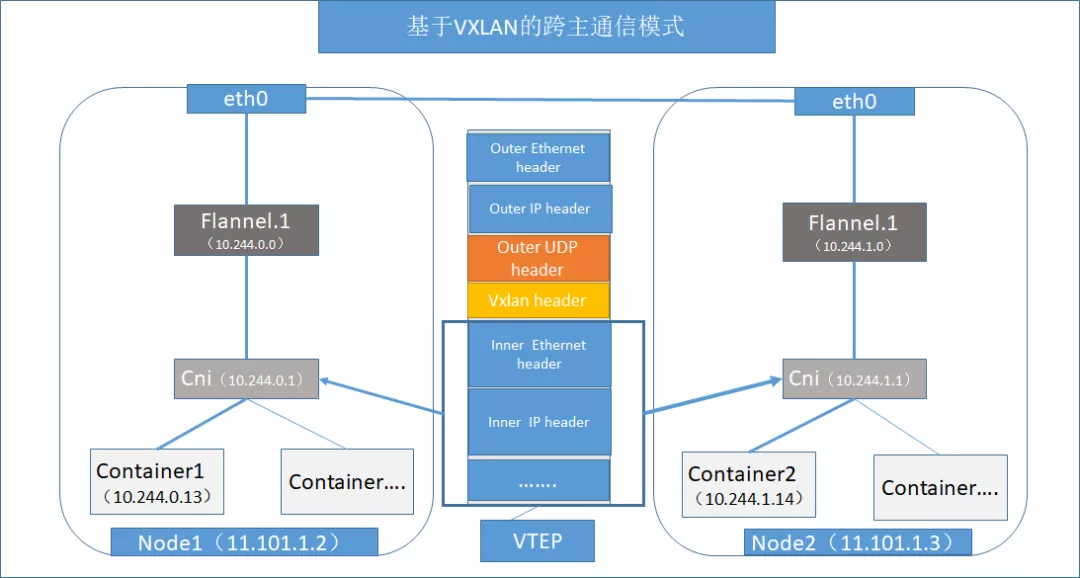 基于VXLAN的跨主通信模式
eth0
Flannel.1
（10.244.0.0）
Cni（10.244.0.1）
Container1
（10.244.0.13）
Container....
Node1（11.101.1.2）
Outer Ethernet
header
Outer IP header
Outer UDP
header
Vxlan header
Inner Ethernet
header
Inner IP header
…....
VTEP
eth0
Flannel.1
（10.244.1.0）
Cni（10.244.1.1）
Container2
（10.244.1.14）
Container....
Node2（11.101.1.3）